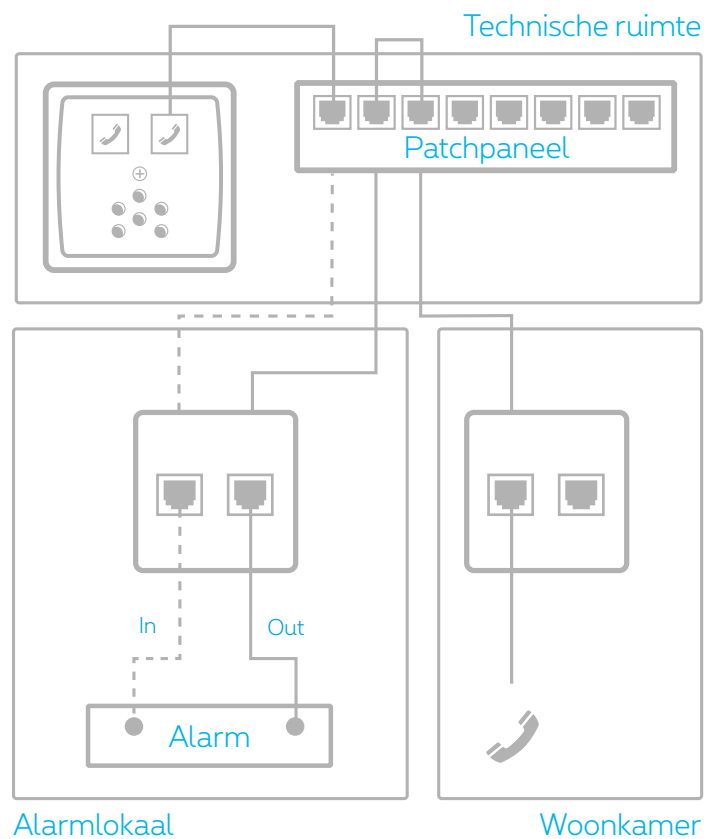 Technische ruimte
Patchpaneel
In
Out
Alarm
Alarmlokaal
Woonkamer